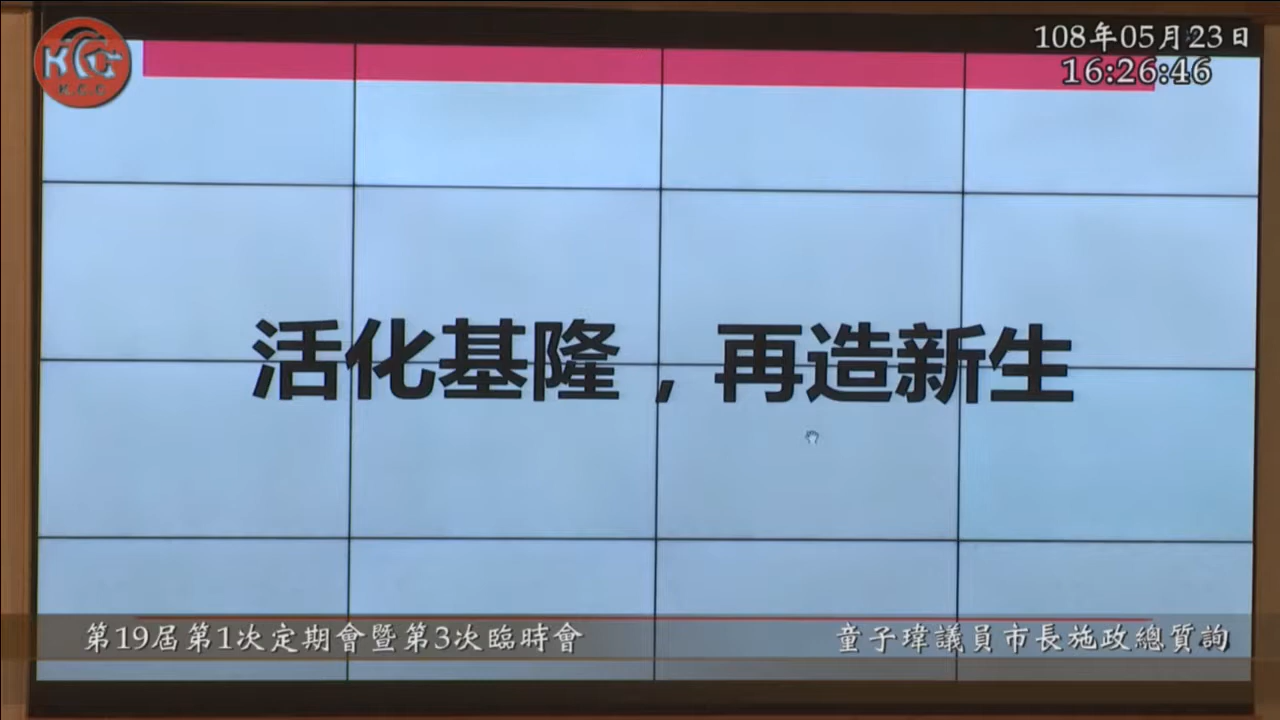 KCC
K.C.C
108年05月23日
16:26:46
活化基隆，再造新生
第19屆第1次定期會暨第3次臨時會
童子瑋議員市長施政總質詢